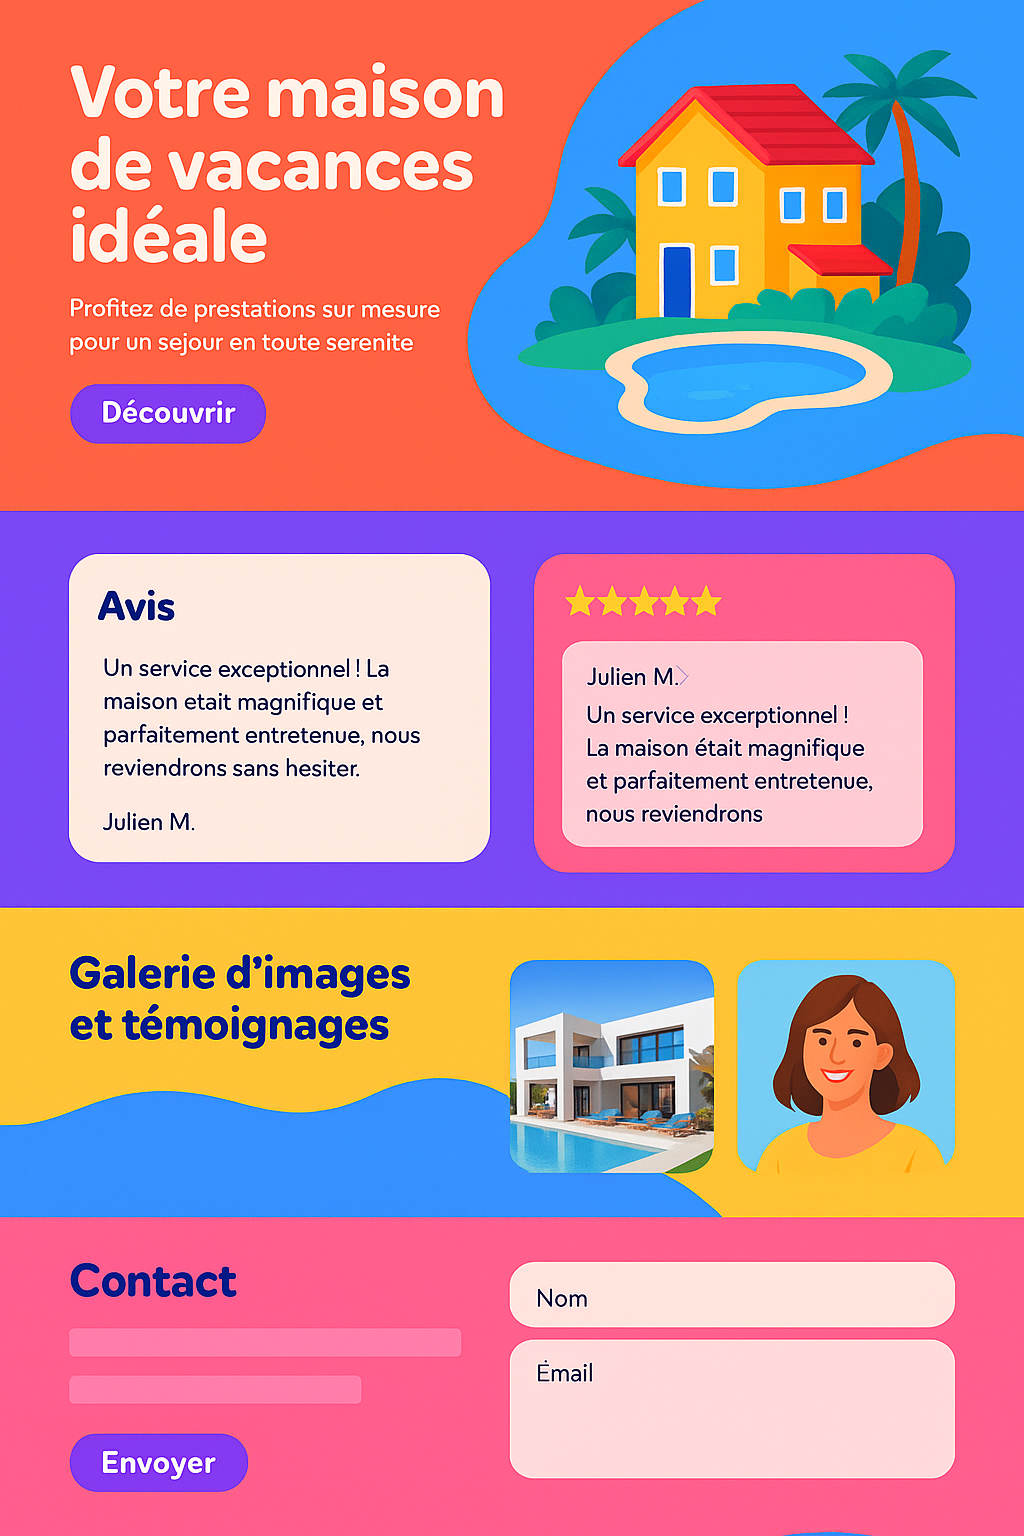 Votre maison
de vacances
idéale
Profitez de prestations sur mesure
pour un sejour en toute serenite
Découvrir
Avis
Un service exceptionnel ! La
maison etait magnifique et
parfaitement entretenue, nous
reviendrons sans hesiter.
Julien M.
Julien M.
Un service excerptionnel !
La maison était magnifique
et parfaitement entretenue,
nous reviendrons
Galerie d'images
et témoignages
Contact
Envoyer
Nom
Émail